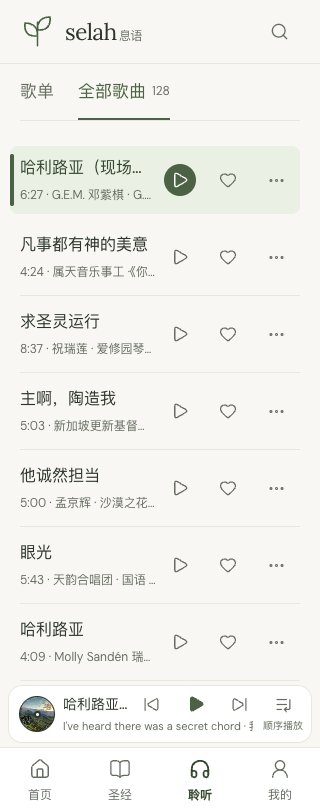 selah 息语
歌单 全部歌曲 128
哈利路亚（现场...
6:27 · G.E.M. 邓紫棋 · G....
凡事都有神的美意
4:24 · 属天音乐事工 《你...
求圣灵运行
8:37 · 祝瑞莲 · 爱修园琴...
主啊，陶造我
5:03 · 新加坡更新基督...
他诚然担当
5:00 · 孟京辉 · 沙漠之花...
眼光
5:43 · 天韵合唱团 · 国语 ...
哈利路亚
4:09 · Molly Sandén 瑞...
哈利路亚...
I've heard there was a secret chord · 顺序播放
首页 圣经 聆听 我的